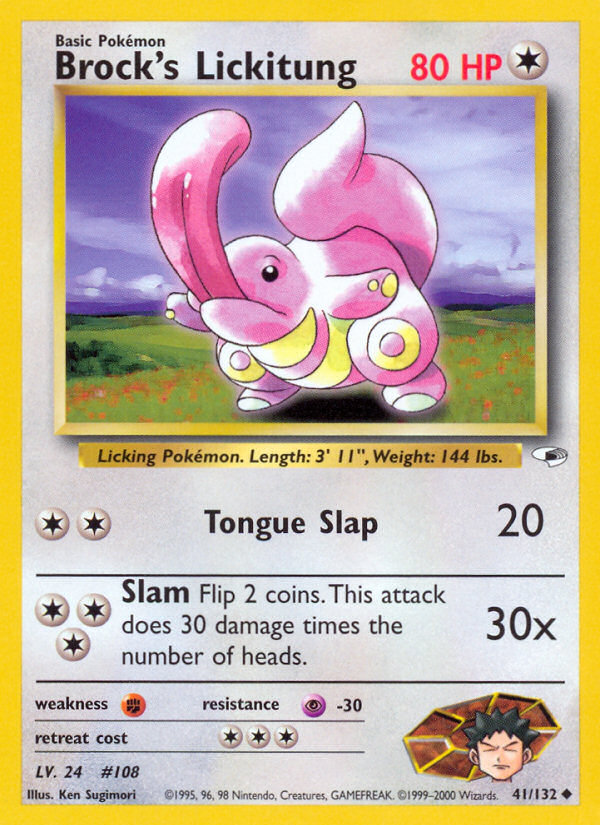 Basic Pokémon
Brock's Lickitung 80 HP
Licking Pokémon. Length: 3' 11", Weight: 144 lbs.
Tongue Slap 20
Slam Flip 2 coins. This attack
does 30 damage times the 30x
number of heads.
weakness resistance -30
retreat cost
LV. 24 #108
Illus. Ken Sugimori ©1995, 96, 98 Nintendo, Creatures, GAMEFREAK. ©1999–2000 Wizards. 41/132